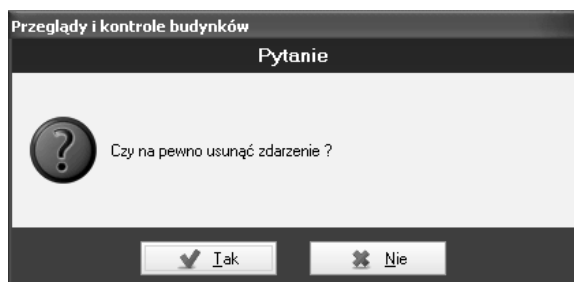 Przeglądy i kontrole budynków
Pytanie
Czy na pewno usunąć zdarzenie ?
Tak
Nie